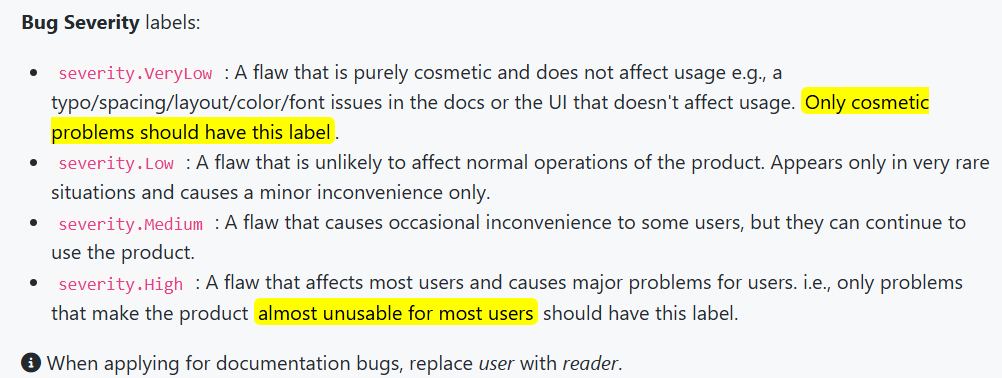 Bug Severity labels:
severity.VeryLow : A flaw that is purely cosmetic and does not affect usage e.g., a
typo/spacing/layout/color/font issues in the docs or the UI that doesn't affect usage. Only cosmetic
problems should have this label.
severity.Low : A flaw that is unlikely to affect normal operations of the product. Appears only in very rare
situations and causes a minor inconvenience only.
severity.Medium : A flaw that causes occasional inconvenience to some users, but they can continue to
use the product.
severity.High : A flaw that affects most users and causes major problems for users. i.e., only problems
that make the product almost unusable for most users should have this label.
When applying for documentation bugs, replace user with reader.